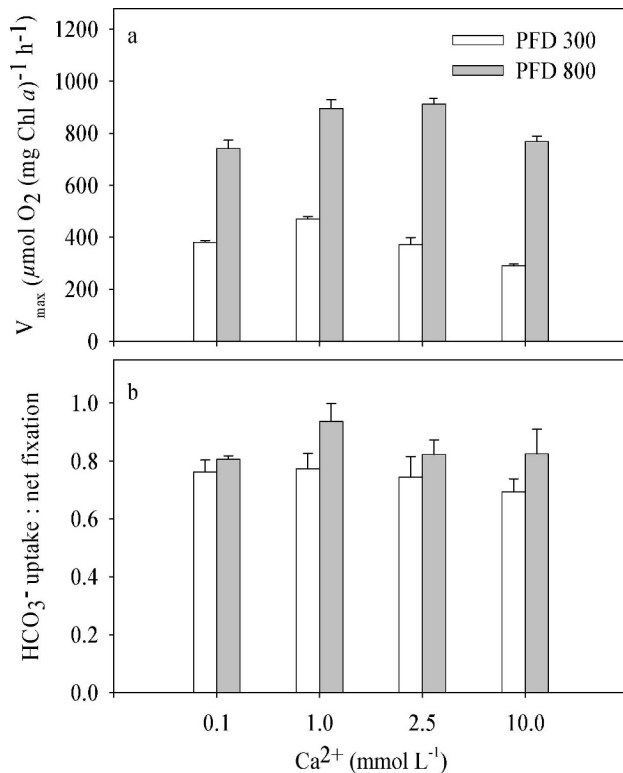 a
PFD 300
PFD 800
V_max (µmol O₂ (mg Chl a)⁻¹ h⁻¹)
1200
1000
800
600
400
200
0
b
HCO₃⁻ uptake : net fixation
1.0
0.8
0.6
0.4
0.2
0.0
0.1 1.0 2.5 10.0
Ca²⁺ (mmol L⁻¹)